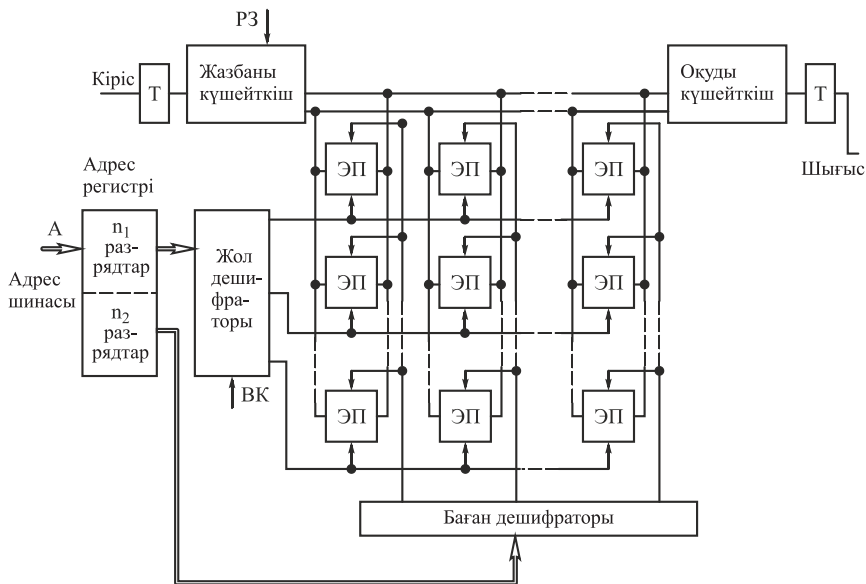 РЗ
Кіріс
Т
Жазбаны
күшейткіш
Оқуды
күшейткіш
Т
Шығыс
ЭП
ЭП
ЭП
Адрес
регистрі
А
Адрес
шинасы
n1
раз-
рядтар
n2
раз-
рядтар
Жол
деши-
фра-
торы
ВК
ЭП
ЭП
ЭП
ЭП
ЭП
ЭП
Баған дешифраторы